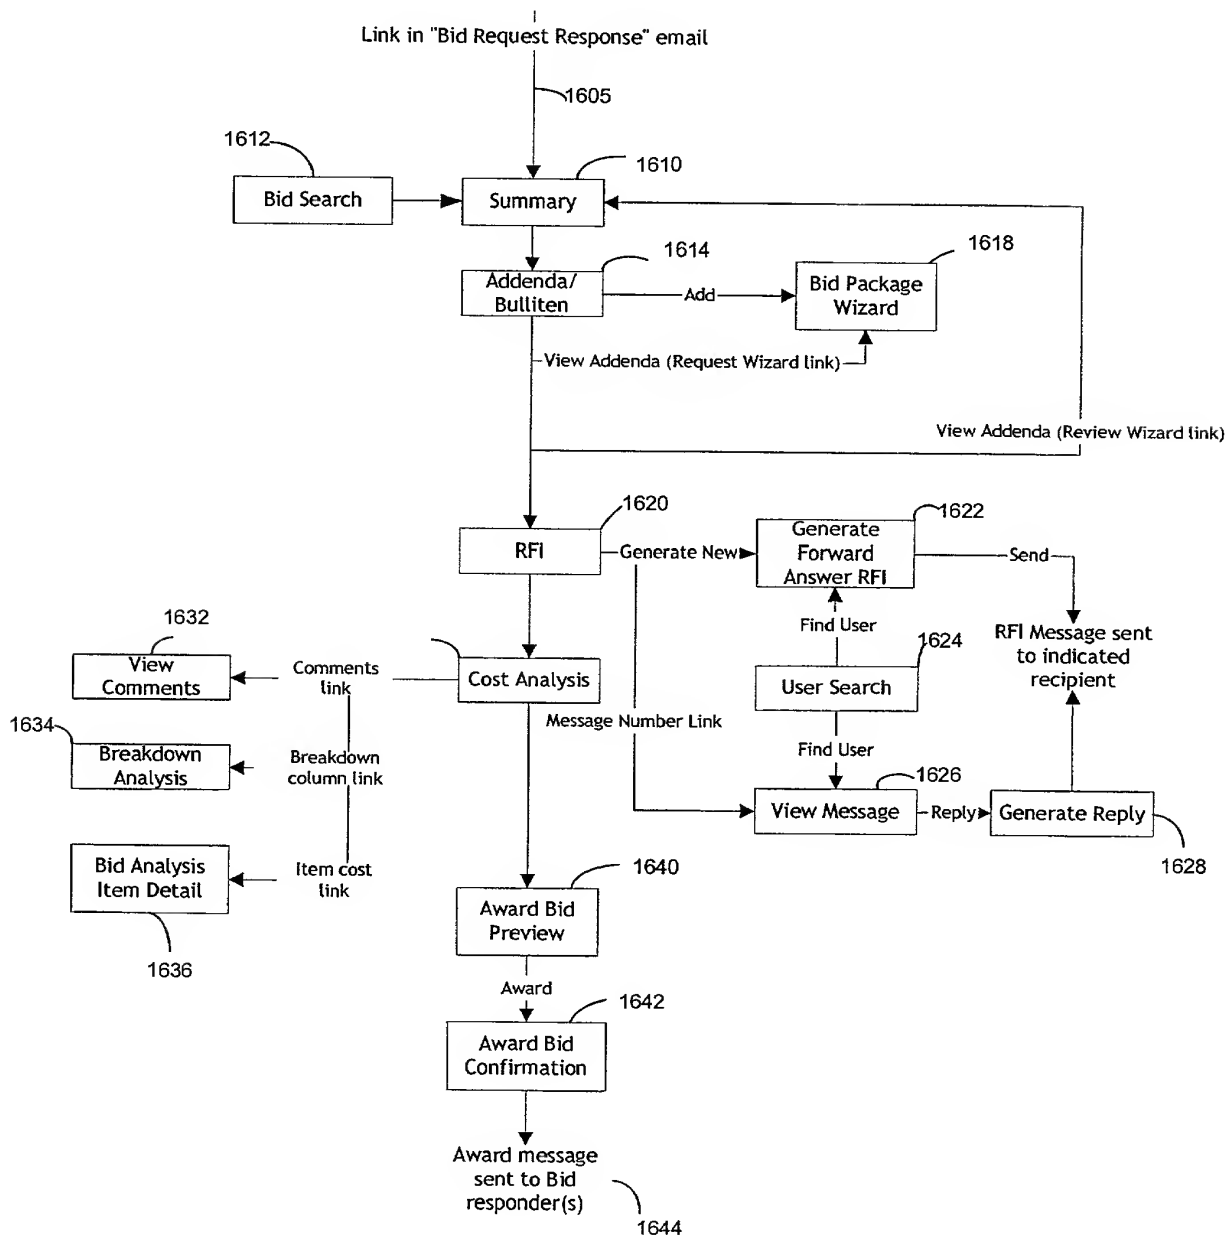 Link in "Bid Request Response" email
1605
1612
1610
Bid Search
Summary
1614
1618
Addenda/
Bulliten
Add
Bid Package
Wizard
View Addenda (Request Wizard link)
View Addenda (Review Wizard link)
1620
1622
RFI
Generate New
Generate
Forward
Answer RFI
Send
1632
Find User
1624
RFI Message sent
to indicated
recipient
View
Comments
Comments
link
Cost Analysis
User Search
Message Number Link
1634
Breakdown
Analysis
Breakdown
column link
Find User
1626
View Message
Reply
Generate Reply
1628
Bid Analysis
Item Detail
Item cost
link
1636
1640
Award Bid
Preview
Award
1642
Award Bid
Confirmation
Award message
sent to Bid
responder(s)
1644